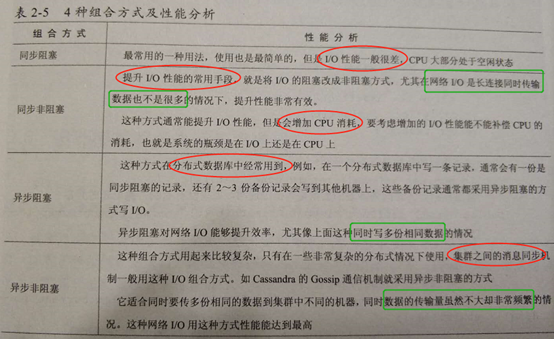 表 2-5 4 种组合方式及性能分析
组 合 方 式 性 能 分 析
同步阻塞 最常用的一种用法，使用也是最简单的，但是 I/O 性能一般很差，CPU 大部分处于空闲状态
提升 I/O 性能的常用手段，就是将 I/O 的阻塞改成非阻塞方式，尤其在网络 I/O 是长连接同时传输
同步非阻塞 数据也不是很多的情况下，提升性能非常有效。
这种方式通常能提升 I/O 性能，但是会增加 CPU 消耗，要考虑增加的 I/O 性能能不能补偿 CPU 的
消耗，也就是系统的瓶颈是在 I/O 上还是在 CPU 上
这种方式在分布式数据库中经常用到，例如，在一个分布式数据库中写一条记录，通常会有一份是
同步阻塞的记录，还有 2~3 份备份记录会写到其他机器上，这些备份记录通常都采用异步阻塞的方
异步阻塞 式写 I/O。
异步阻塞对网络 I/O 能够提升效率，尤其像上面这种同时写多份相同数据的情况
这种组合方式用起来比较复杂，只有在一些非常复杂的分布式情况下使用，集群之间的消息同步机
制一般用这种 I/O 组合方式。如 Cassandra 的 Gossip 通信机制就采用异步非阻塞的方式
异步非阻塞 它适合同时要传多份相同的数据到集群中不同的机器，同时数据的传输量虽然不大却非常频繁的情
况。这种网络 I/O 用这种方式性能能达到最高